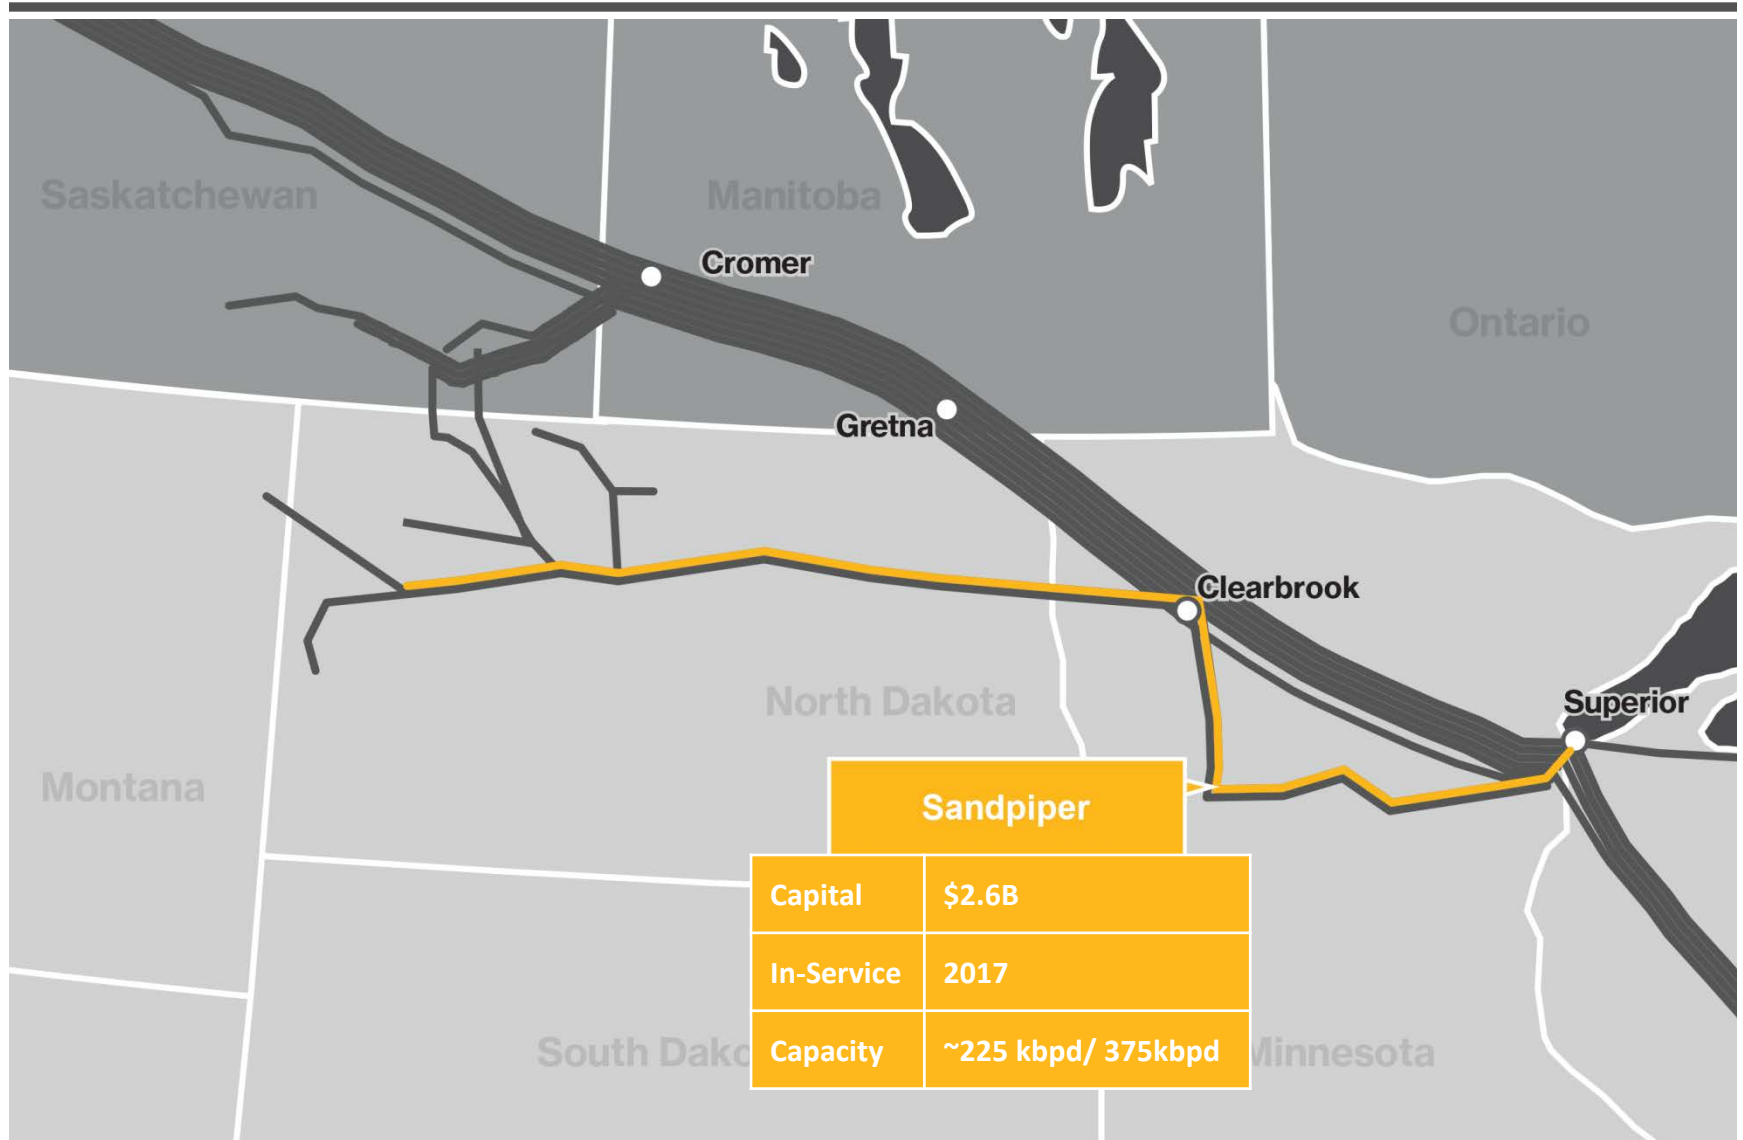 Saskatchewan
Manitoba
Cromer
Ontario
Gretna
Clearbrook
North Dakota
Superior
Montana
Sandpiper
Capital $2.6B
In-Service 2017
Capacity ~225 kbpd/ 375kbpd
South Dako
Minnesota